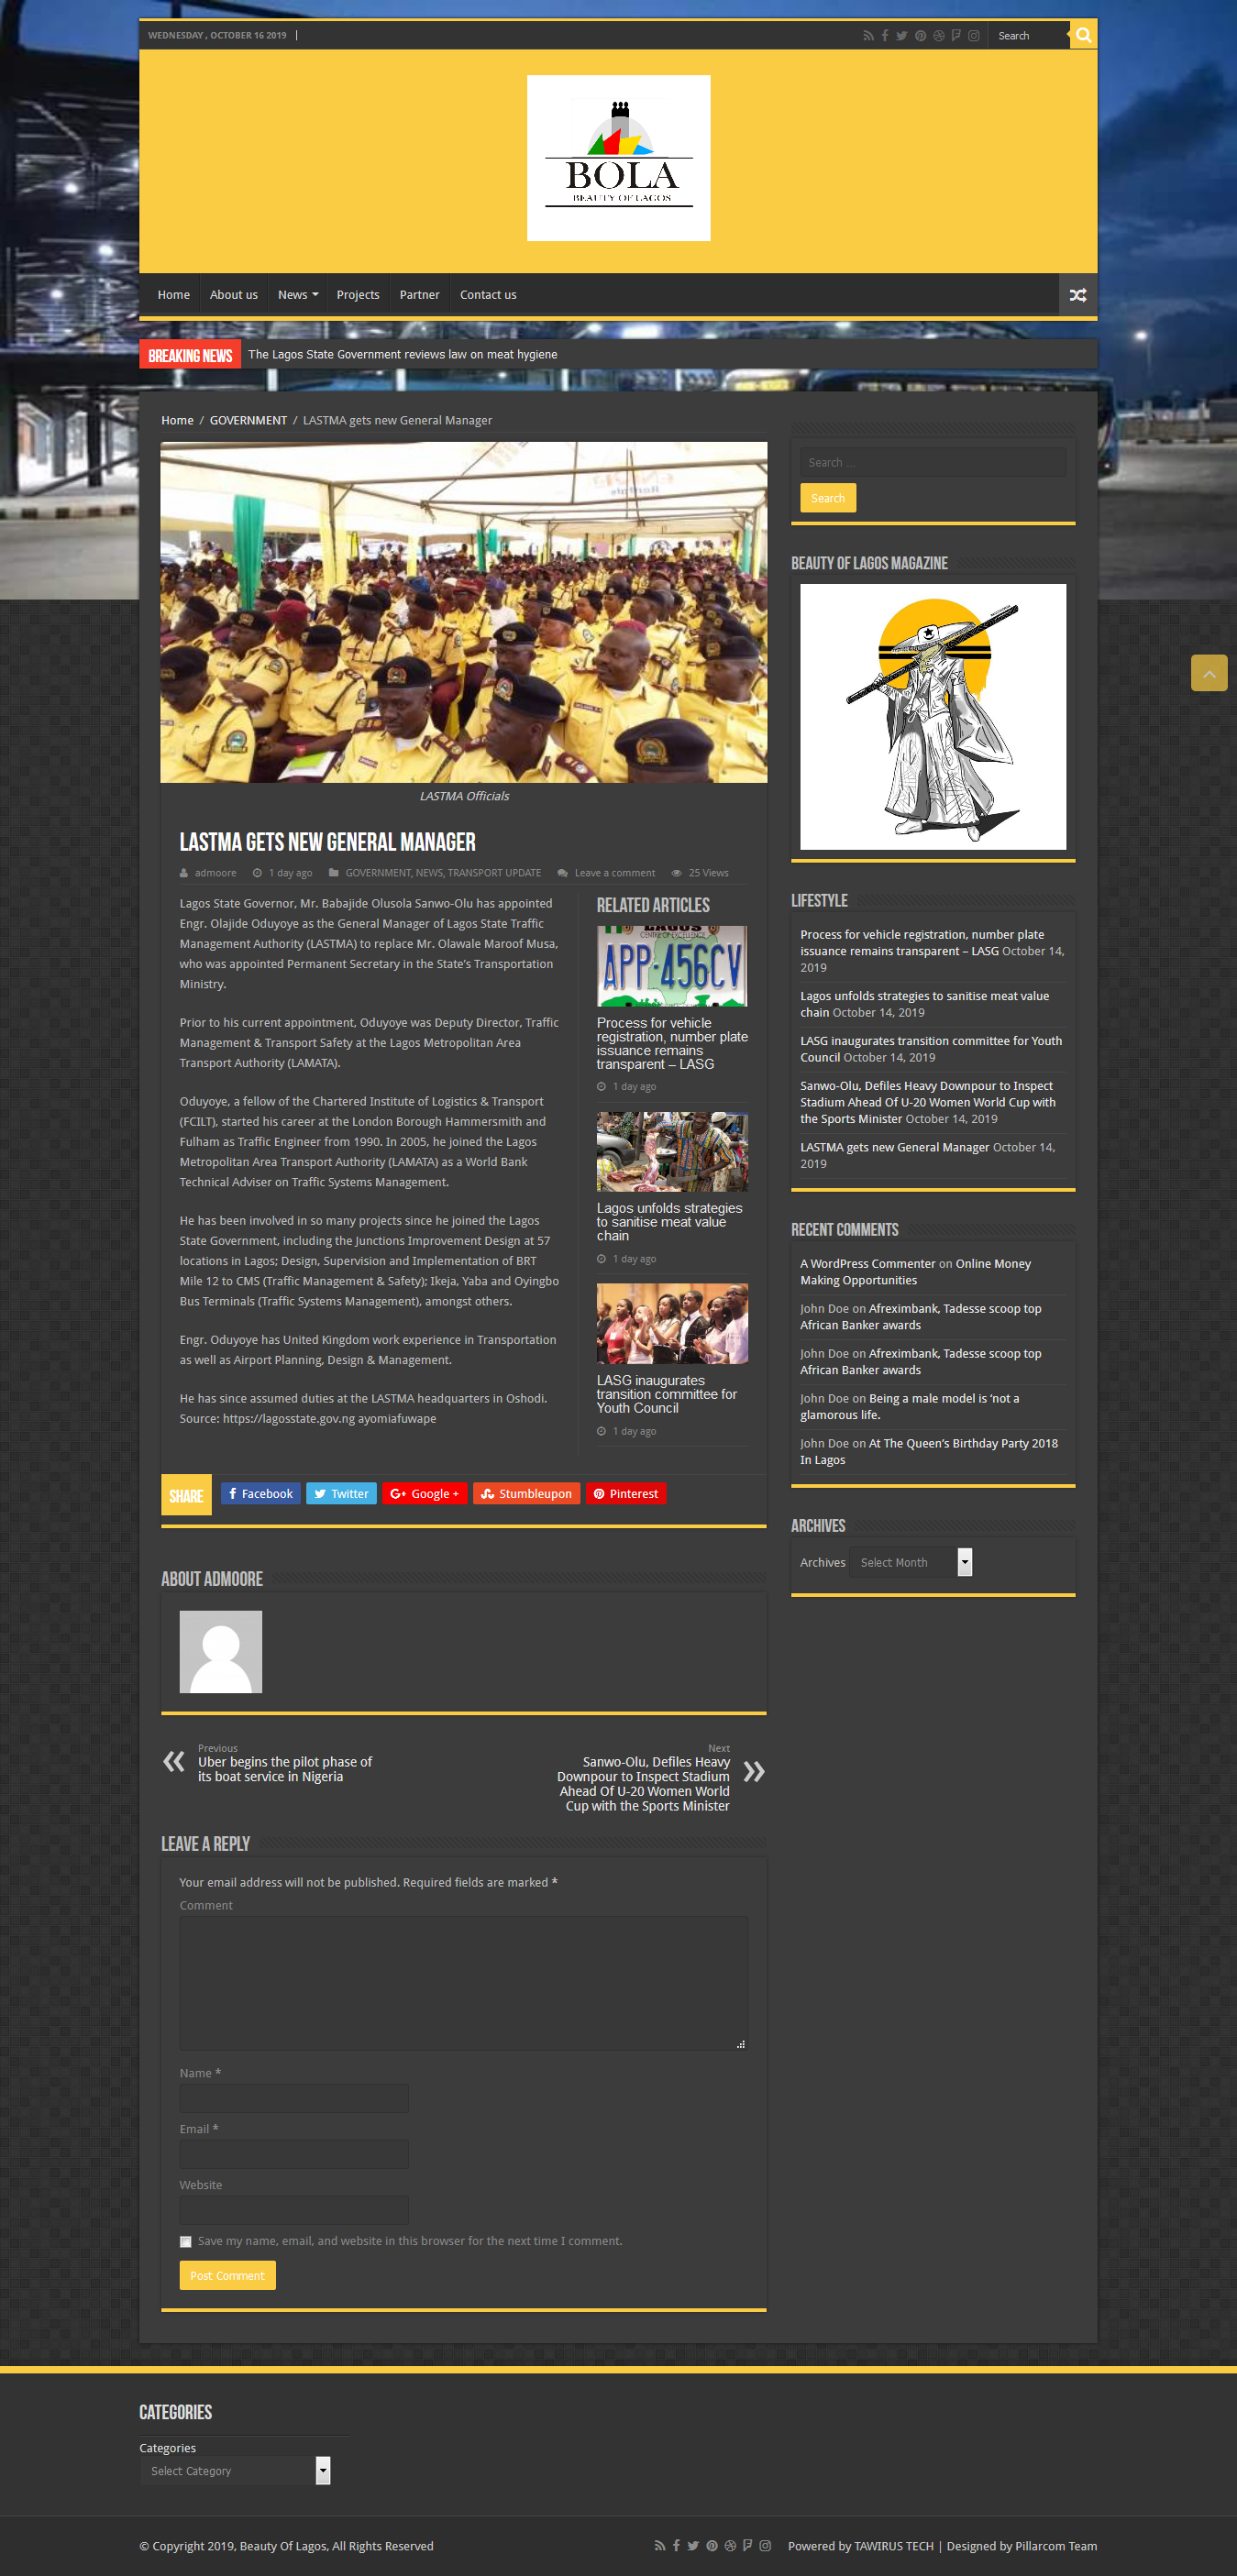 WEDNESDAY , OCTOBER 16 2019
Search
BOLA
BEAUTY OF LAGOS
Home
About us
News
Projects
Partner
Contact us
BREAKING NEWS
The Lagos State Government reviews law on meat hygiene
Home / GOVERNMENT / LASTMA gets new General Manager
LASTMA Officials
LASTMA GETS NEW GENERAL MANAGER
admoore 1 day ago GOVERNMENT, NEWS, TRANSPORT UPDATE Leave a comment 25 Views
Lagos State Governor, Mr. Babajide Olusola Sanwo-Olu has appointed
Engr. Olajide Oduyoye as the General Manager of Lagos State Traffic
Management Authority (LASTMA) to replace Mr. Olawale Maroof Musa,
who was appointed Permanent Secretary in the State’s Transportation
Ministry.
Prior to his current appointment, Oduyoye was Deputy Director, Traffic
Management & Transport Safety at the Lagos Metropolitan Area
Transport Authority (LAMATA).
Oduyoye, a fellow of the Chartered Institute of Logistics & Transport
(FCILT), started his career at the London Borough Hammersmith and
Fulham as Traffic Engineer from 1990. In 2005, he joined the Lagos
Metropolitan Area Transport Authority (LAMATA) as a World Bank
Technical Adviser on Traffic Systems Management.
He has been involved in so many projects since he joined the Lagos
State Government, including the Junctions Improvement Design at 57
locations in Lagos; Design, Supervision and Implementation of BRT
Mile 12 to CMS (Traffic Management & Safety); Ikeja, Yaba and Oyingbo
Bus Terminals (Traffic Systems Management), amongst others.
Engr. Oduyoye has United Kingdom work experience in Transportation
as well as Airport Planning, Design & Management.
He has since assumed duties at the LASTMA headquarters in Oshodi.
Source: https://lagosstate.gov.ng ayomiafuwape
RELATED ARTICLES
LAGOS
CENTRE OF EXCELLENCE
APP-456CV
Process for vehicle
registration, number plate
issuance remains
transparent – LASG
1 day ago
Lagos unfolds strategies
to sanitise meat value
chain
1 day ago
LASG inaugurates
transition committee for
Youth Council
1 day ago
SHARE
Facebook
Twitter
Google +
Stumbleupon
Pinterest
ABOUT ADMOORE
Previous
Uber begins the pilot phase of
its boat service in Nigeria
Next
Sanwo-Olu, Defiles Heavy
Downpour to Inspect Stadium
Ahead Of U-20 Women World
Cup with the Sports Minister
LEAVE A REPLY
Your email address will not be published. Required fields are marked *
Comment
Name *
Email *
Website
Save my name, email, and website in this browser for the next time I comment.
Post Comment
Search ...
Search
BEAUTY OF LAGOS MAGAZINE
LIFESTYLE
Process for vehicle registration, number plate
issuance remains transparent – LASG October 14,
2019
Lagos unfolds strategies to sanitise meat value
chain October 14, 2019
LASG inaugurates transition committee for Youth
Council October 14, 2019
Sanwo-Olu, Defiles Heavy Downpour to Inspect
Stadium Ahead Of U-20 Women World Cup with
the Sports Minister October 14, 2019
LASTMA gets new General Manager October 14,
2019
RECENT COMMENTS
A WordPress Commenter on Online Money
Making Opportunities
John Doe on Afreximbank, Tadesse scoop top
African Banker awards
John Doe on Afreximbank, Tadesse scoop top
African Banker awards
John Doe on Being a male model is ‘not a
glamorous life.
John Doe on At The Queen’s Birthday Party 2018
In Lagos
ARCHIVES
Archives Select Month
CATEGORIES
Categories
Select Category
© Copyright 2019, Beauty Of Lagos, All Rights Reserved
Powered by TAWIRUS TECH | Designed by Pillarcom Team